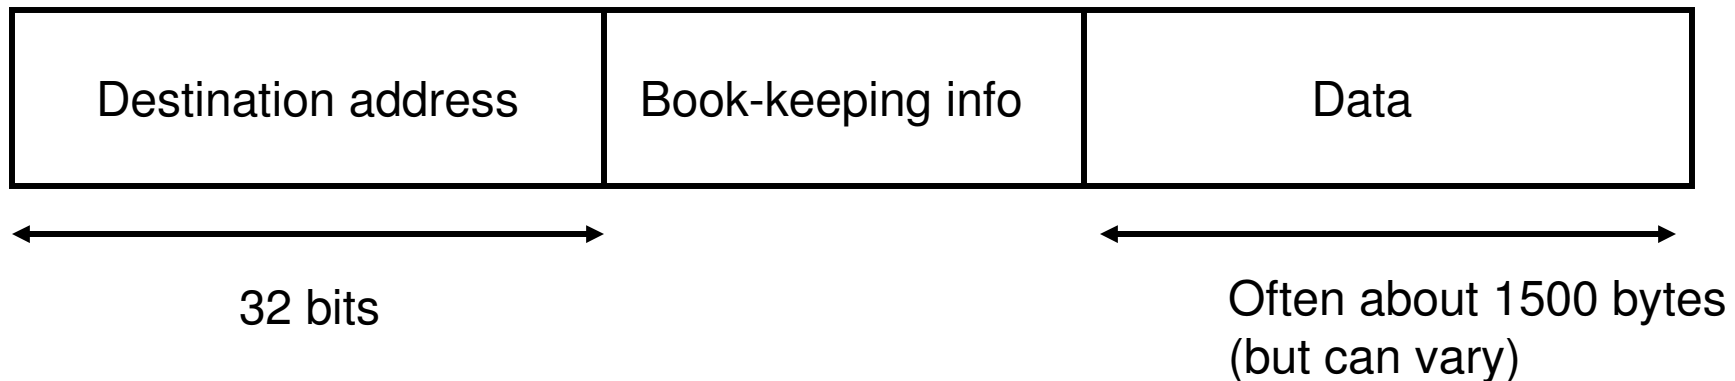 Destination address
Book-keeping info
Data
32 bits
Often about 1500 bytes
(but can vary)